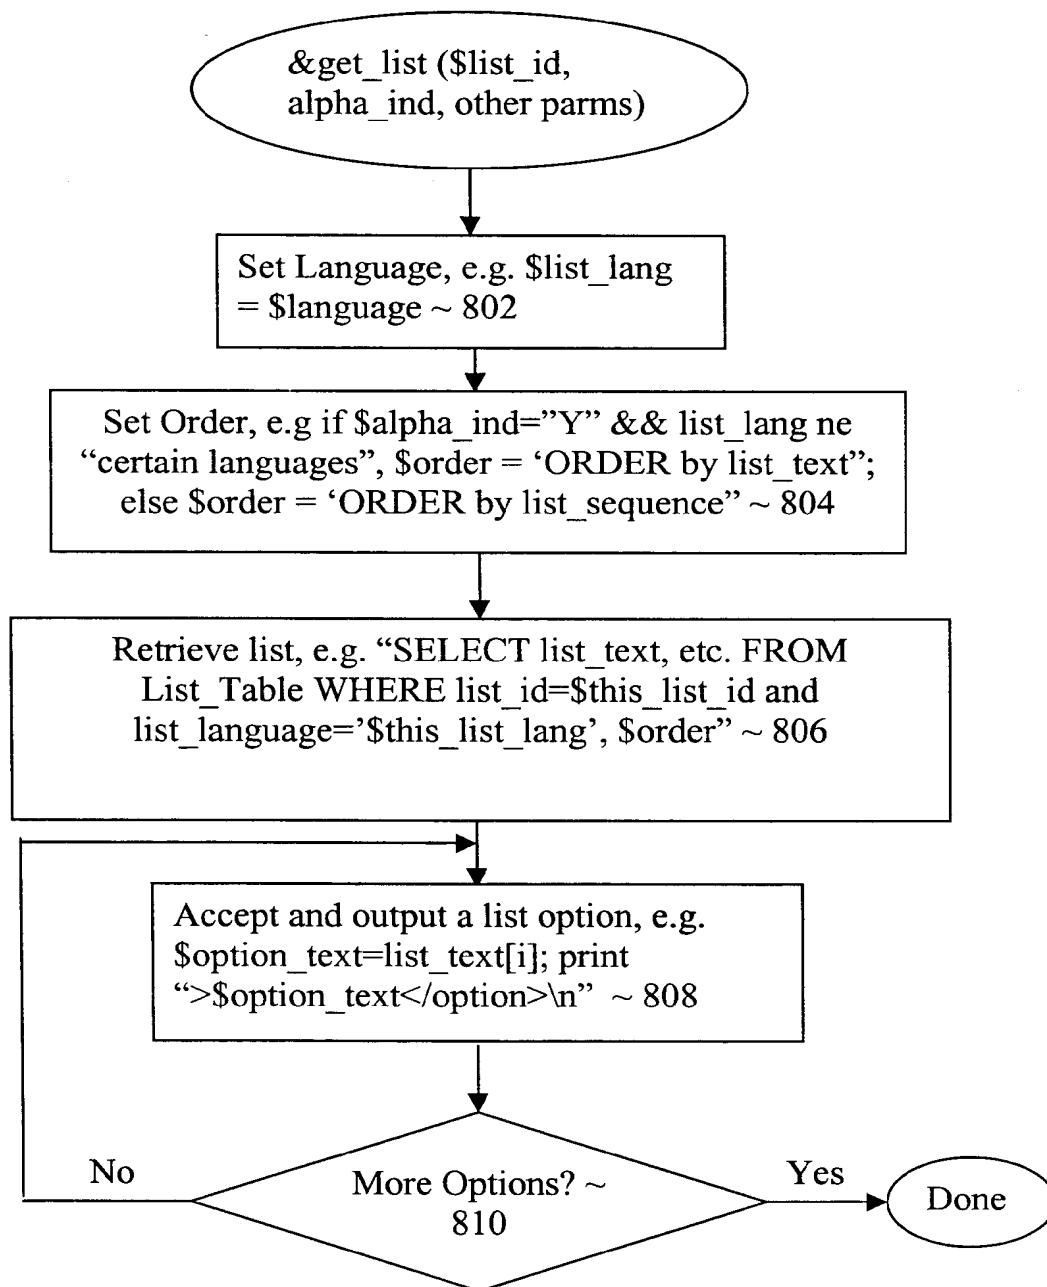 &get_list ($list_id,
alpha_ind, other parms)
Set Language, e.g. $list_lang
= $language ~ 802
Set Order, e.g if $alpha_ind=”Y” && list_lang ne
“certain languages”, $order = ‘ORDER by list_text”;
else $order = ‘ORDER by list_sequence” ~ 804
Retrieve list, e.g. “SELECT list_text, etc. FROM
List_Table WHERE list_id=$this_list_id and
list_language=’$this_list_lang’, $order” ~ 806
Accept and output a list option, e.g.
$option_text=list_text[i]; print
“>$option_text</option>\n” ~ 808
No
More Options? ~
810
Yes
Done